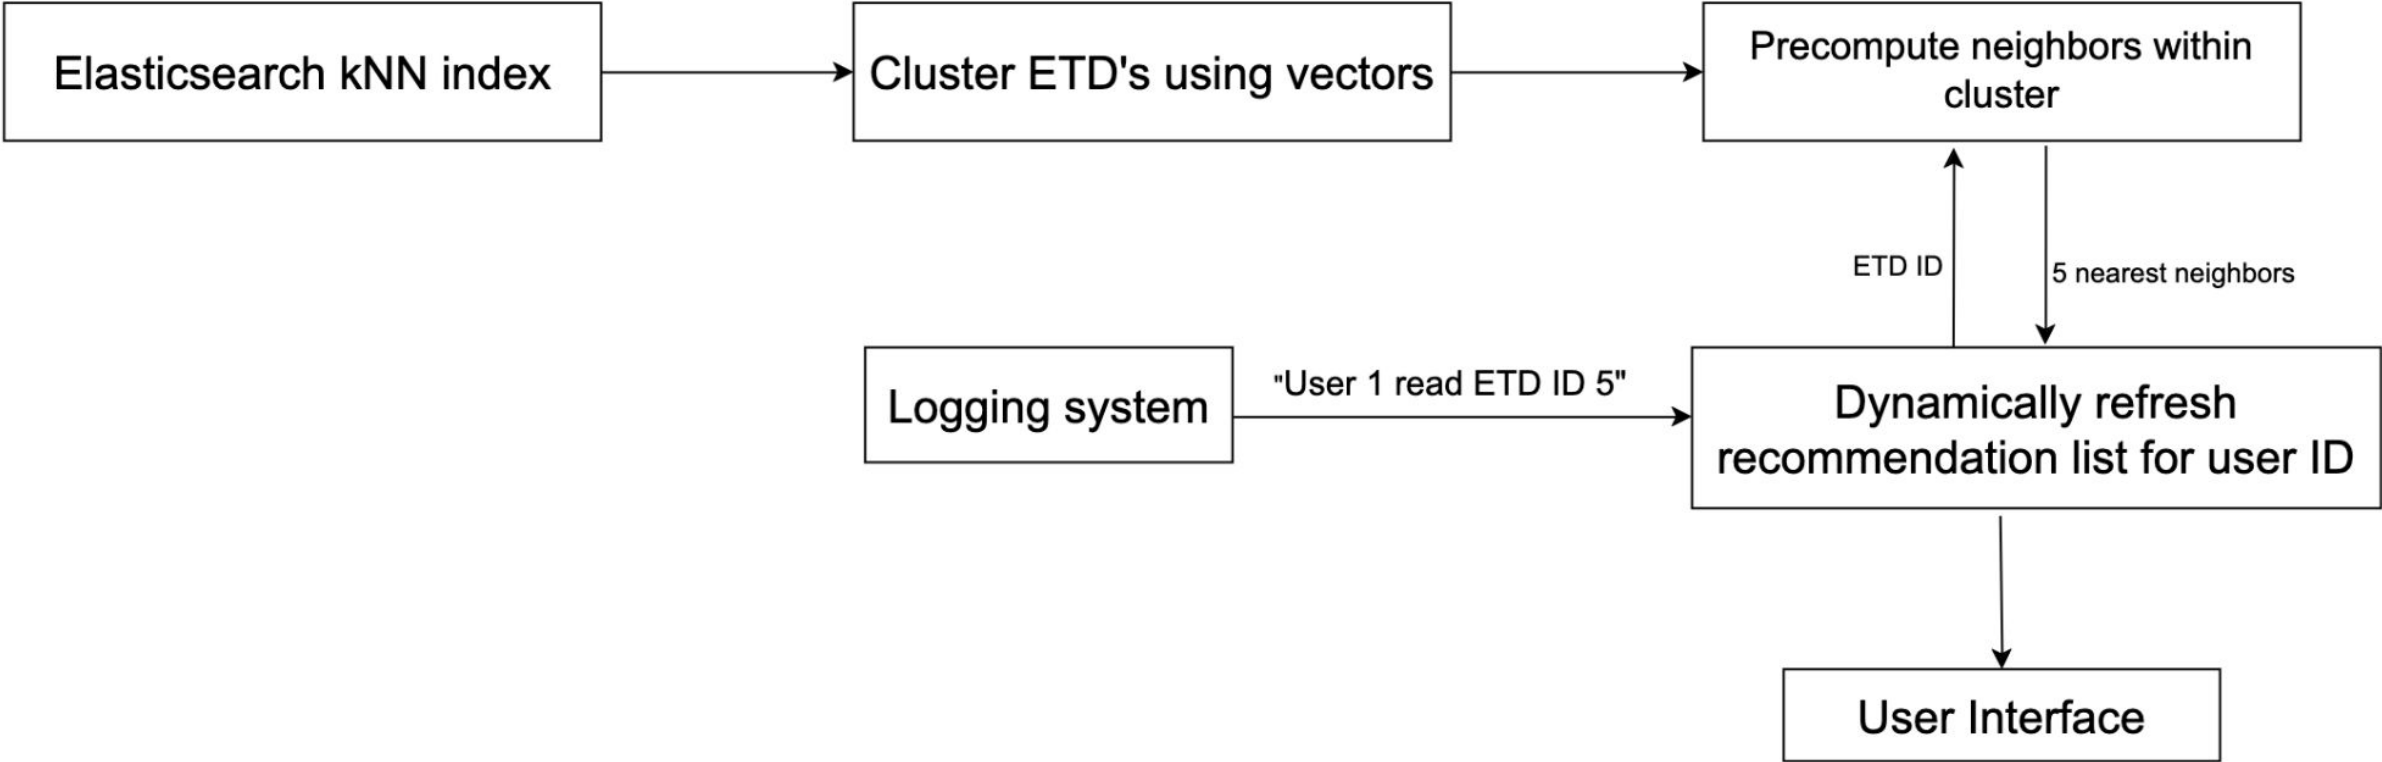 Elasticsearch kNN index
Cluster ETD's using vectors
Precompute neighbors within
cluster
ETD ID
5 nearest neighbors
Logging system
"User 1 read ETD ID 5"
Dynamically refresh
recommendation list for user ID
User Interface